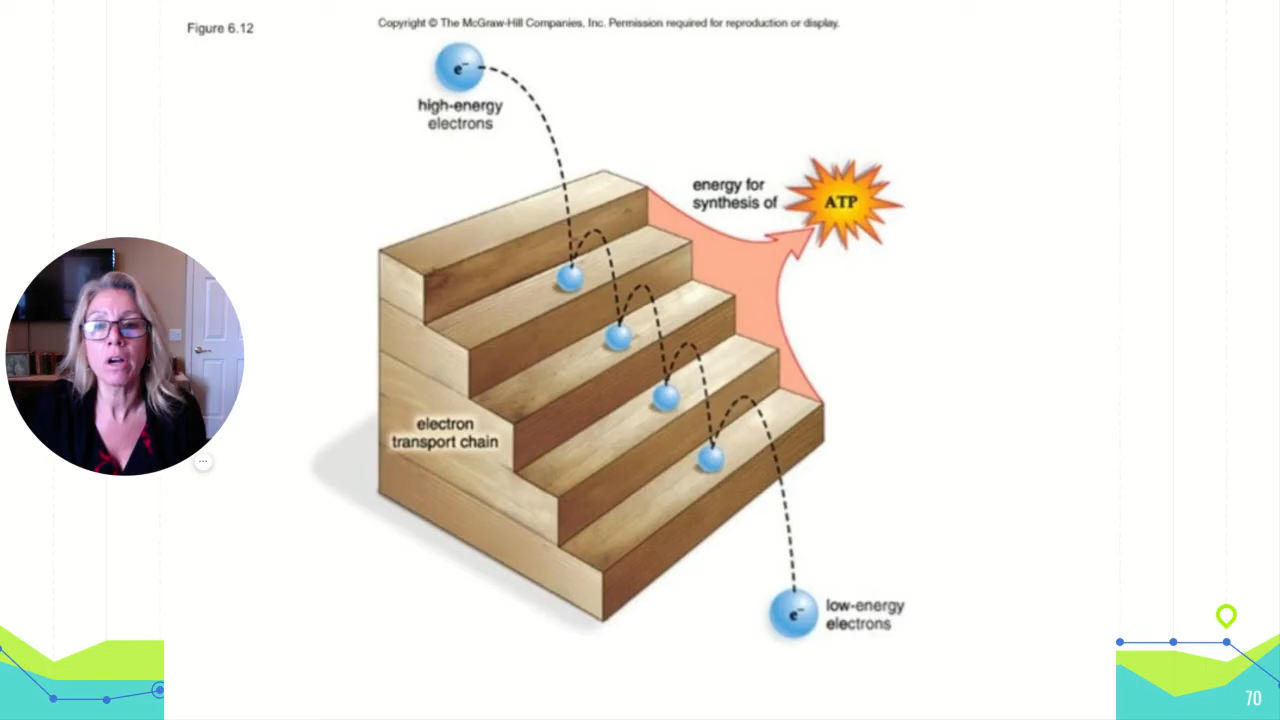 Figure 6.12
Copyright © The McGraw-Hill Companies, Inc. Permission required for reproduction or display.
e⁻
high-energy
electrons
energy for
synthesis of
ATP
electron
transport chain
e⁻
low-energy
electrons
70